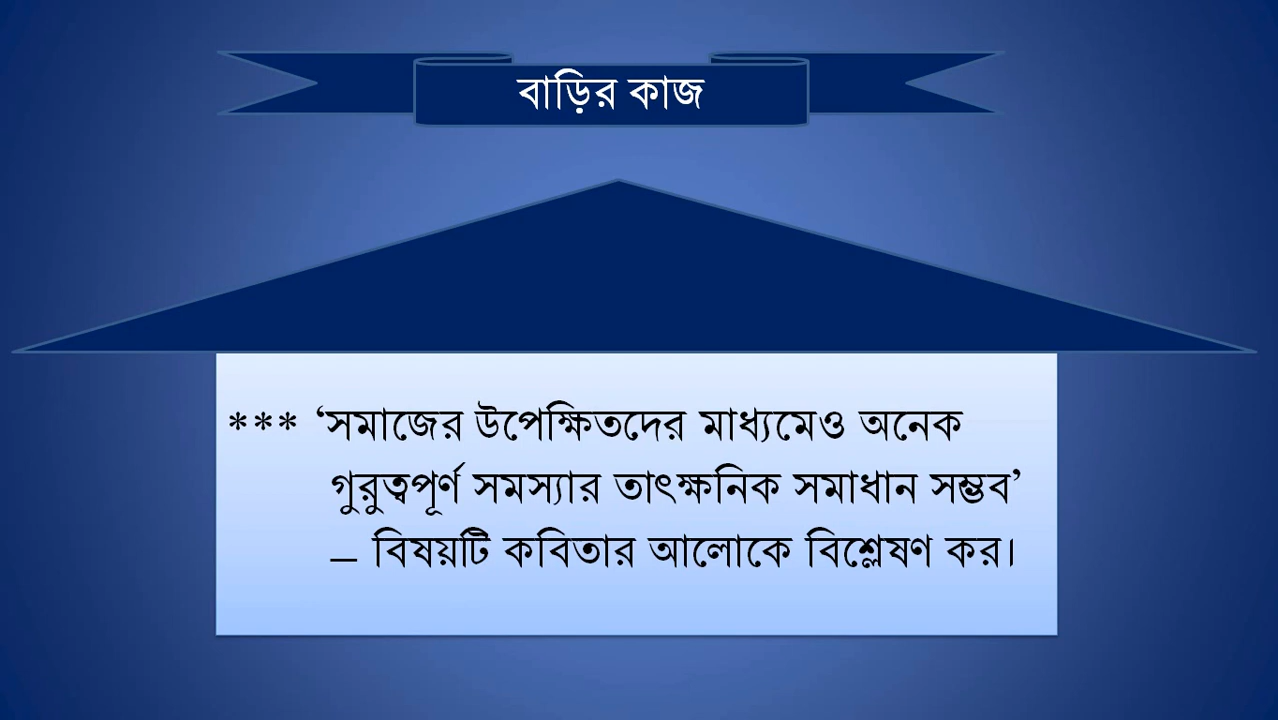 বাড়ির কাজ
*** ‘সমাজের উপেক্ষিতদের মাধ্যমেও অনেক
গুরুত্বপূর্ণ সমস্যার তাৎক্ষনিক সমাধান সম্ভব’
– বিষয়টি কবিতার আলোকে বিশ্লেষণ কর।